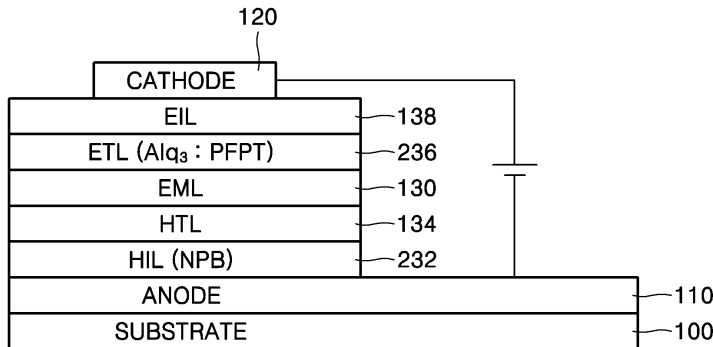 120
CATHODE
EIL 138
ETL (Alq₃ : PFPT) 236
EML 130
HTL 134
HIL (NPB) 232
ANODE 110
SUBSTRATE 100